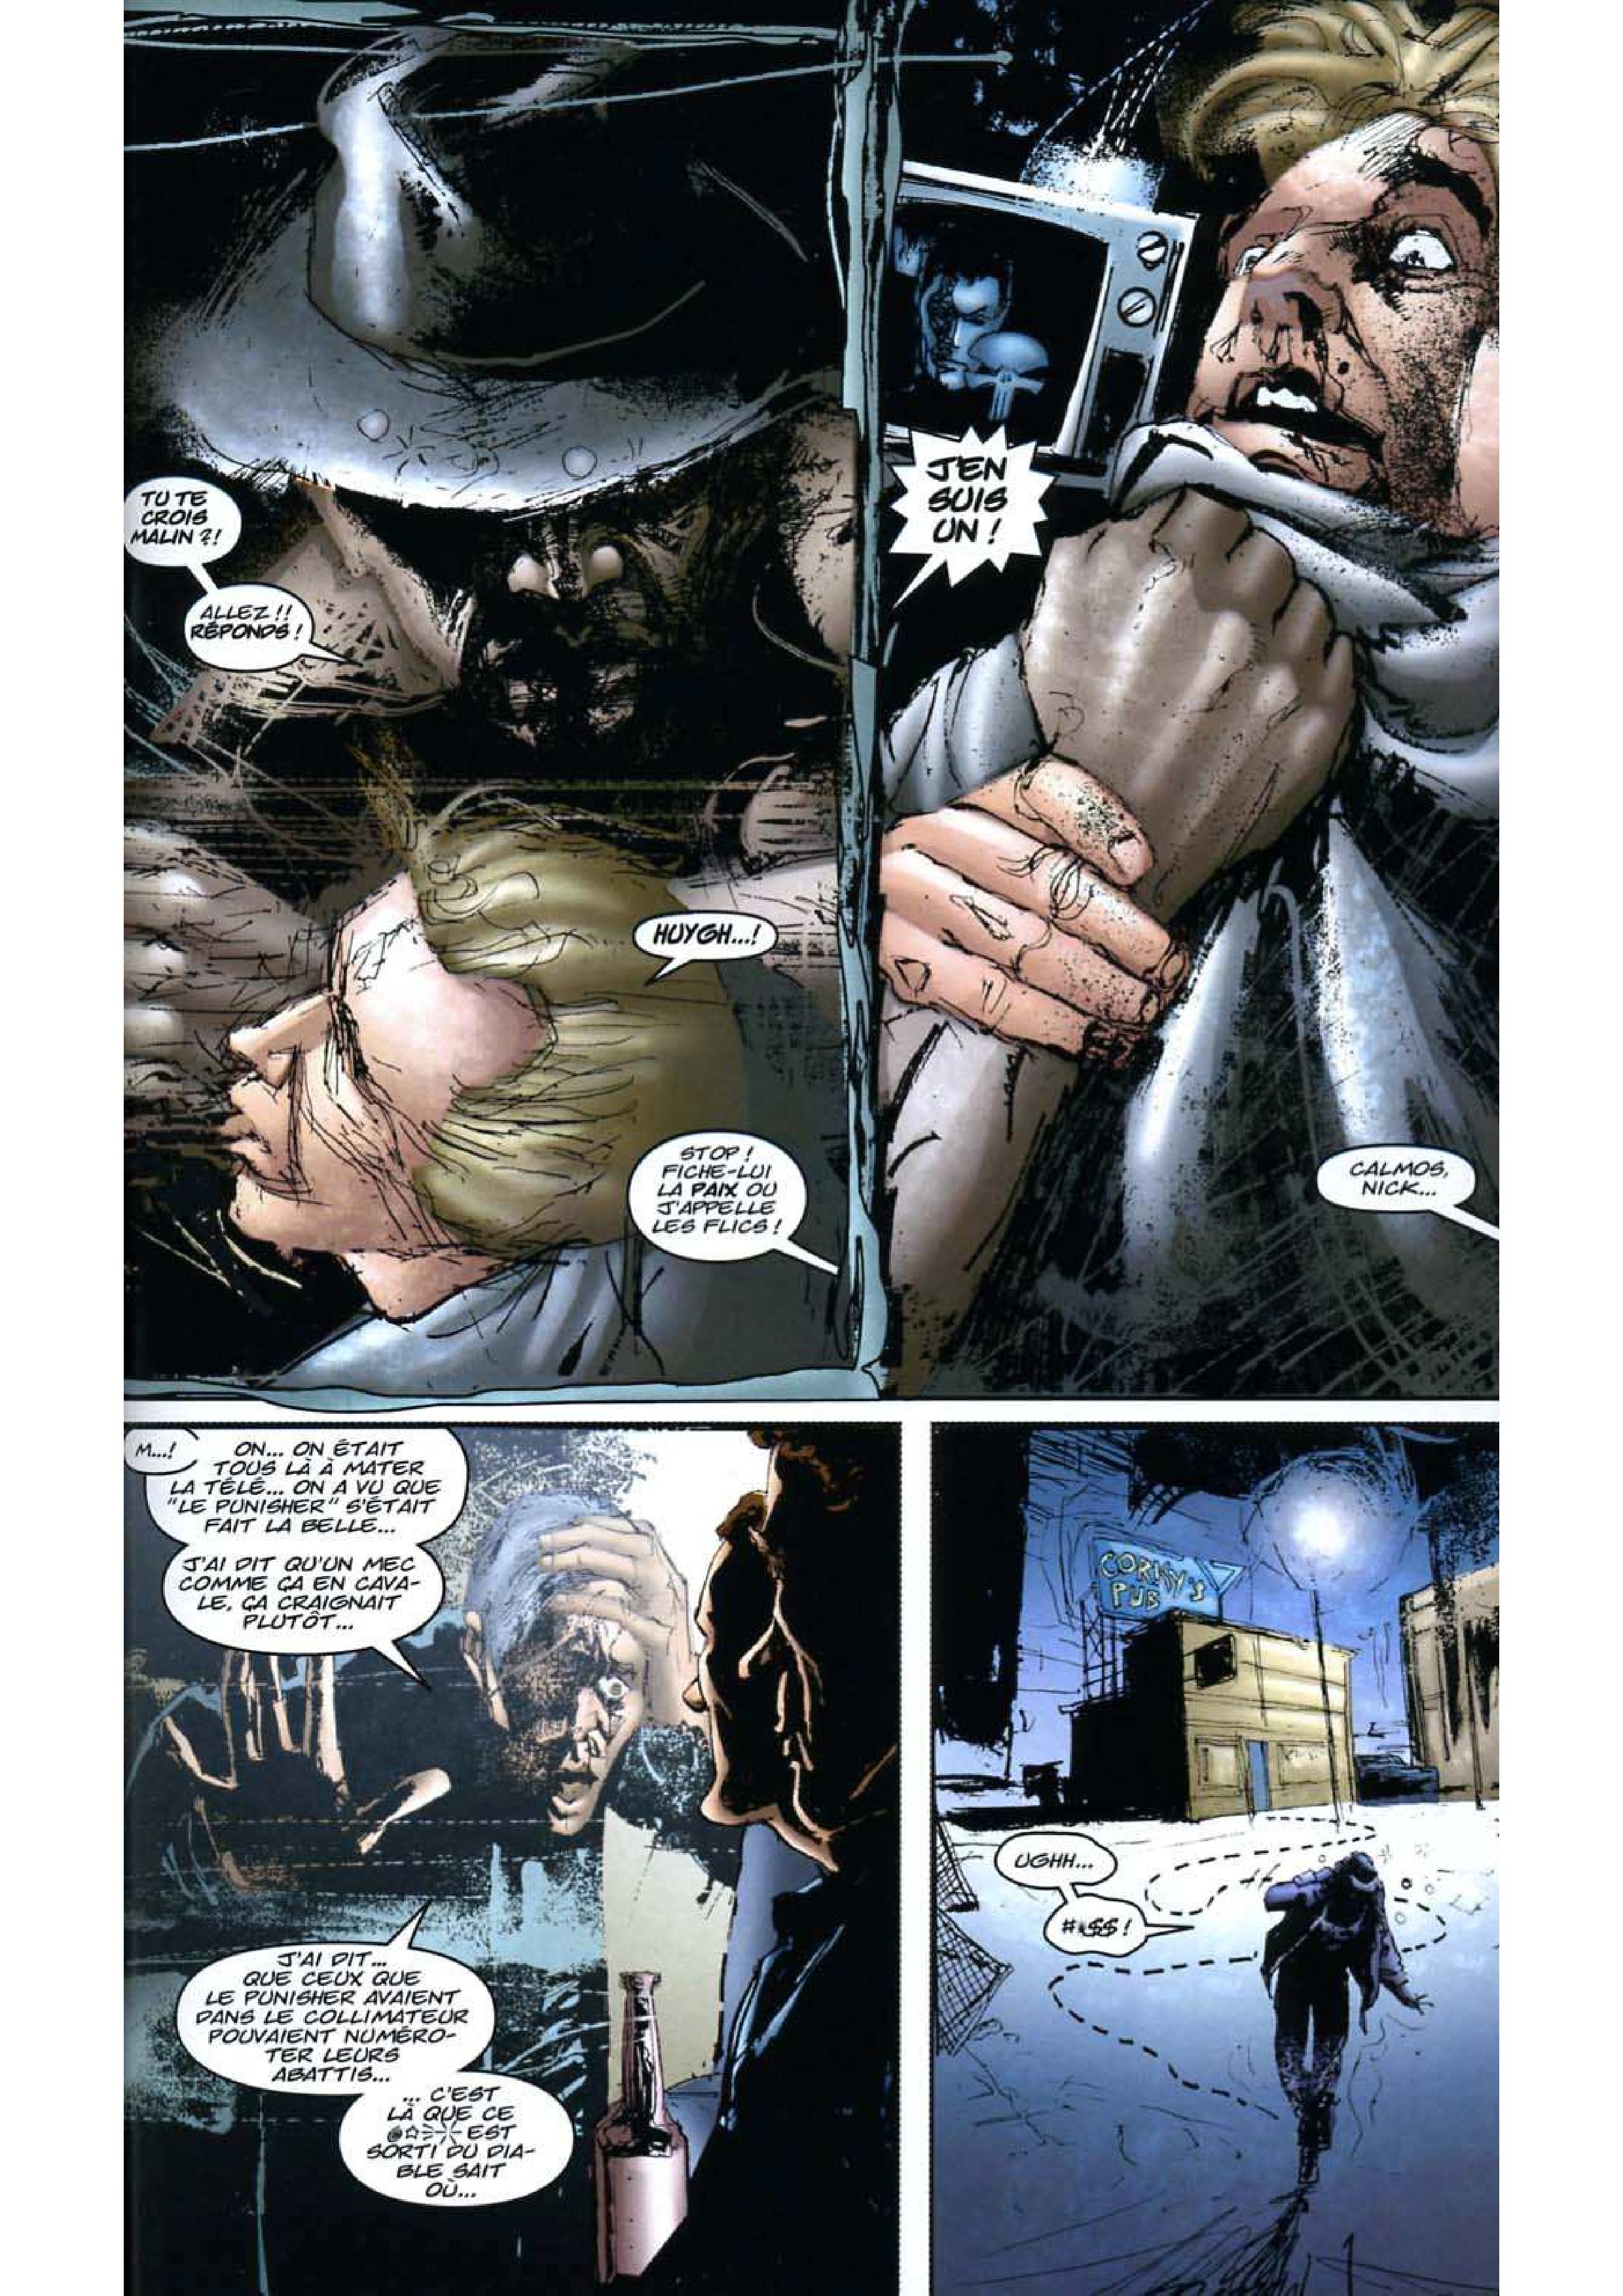 TU TE
CROIS
MALIN ?!
ALLEZ !!
RÉPONDS !
HUYGH...!
STOP !
FICHE-LUI
LA PAIX OU
J'APPELLE
LES FLICS !
J'EN
SUIS
UN !
CALMOS,
NICK...
M...!
ON... ON ÉTAIT
TOUS LÀ À MATER
LA TÉLÉ... ON A VU QUE
"LE PUNISHER" S'ÉTAIT
FAIT LA BELLE...
J'AI DIT QU'UN MEC
COMME ÇA EN CAVA-
LE, ÇA CRAIGNAIT
PLUTÔT...
J'AI DIT...
QUE CEUX QUE
LE PUNISHER AVAIENT
DANS LE COLLIMATEUR
POUVAIENT NUMÉRO-
TER LEURS
ABATTIS...
... C'EST
LÀ QUE CE
EST
SORTI DU DIA-
BLE SAIT
OÙ...
CORKY'S
PUB
UGHH...
#*$$ !